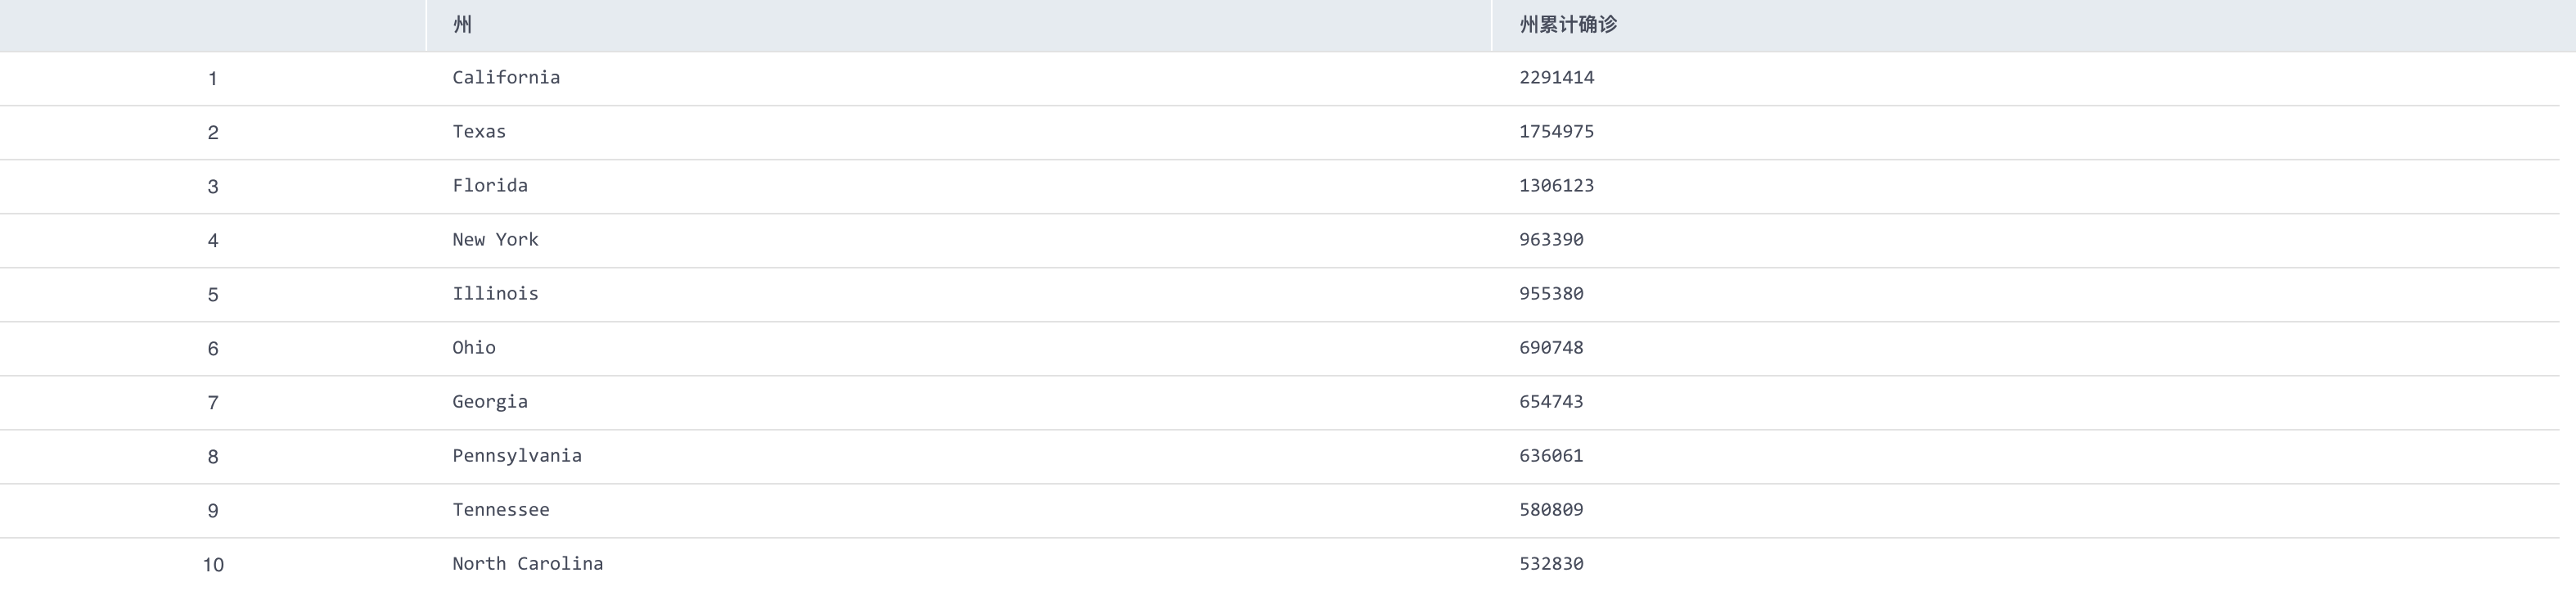 州 州累计确诊
1 California 2291414
2 Texas 1754975
3 Florida 1306123
4 New York 963390
5 Illinois 955380
6 Ohio 690748
7 Georgia 654743
8 Pennsylvania 636061
9 Tennessee 580809
10 North Carolina 532830